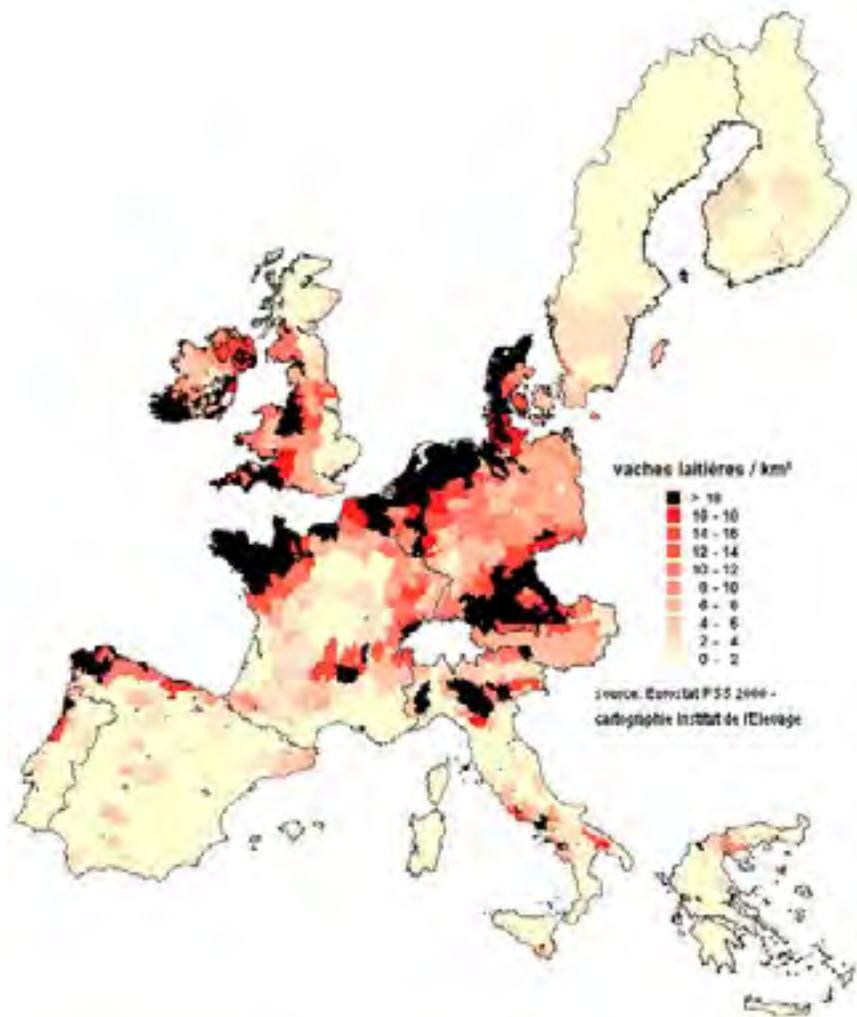 vaches laitières / km²
> 18
16 - 18
14 - 16
12 - 14
10 - 12
8 - 10
6 - 8
4 - 6
2 - 4
0 - 2
source: Eurostat FSS 2000 -
cartographie Institut de l'Elevage